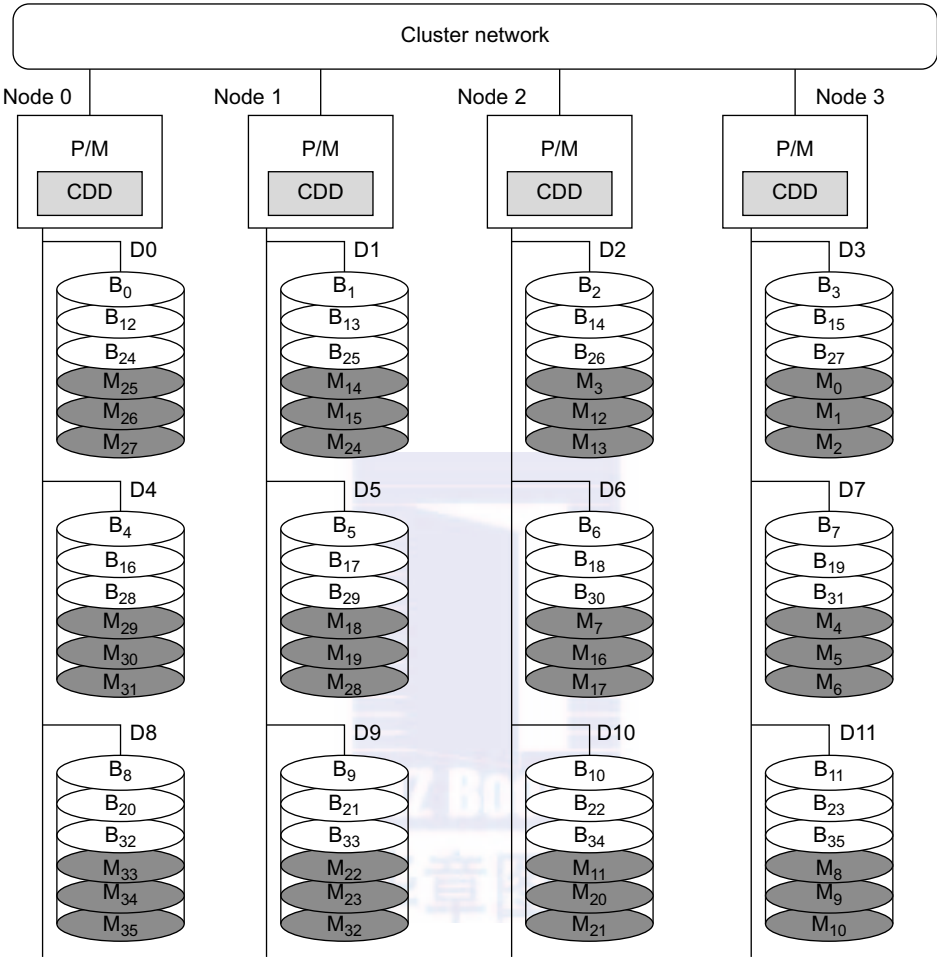 Cluster network
Node 0 Node 1 Node 2 Node 3
P/M P/M P/M P/M
CDD CDD CDD CDD
D0 D1 D2 D3
B0 B1 B2 B3
B12 B13 B14 B15
B24 B25 B26 B27
M25 M14 M3 M0
M26 M15 M12 M1
M27 M24 M13 M2
D4 D5 D6 D7
B4 B5 B6 B7
B16 B17 B18 B19
B28 B29 B30 B31
M29 M18 M7 M4
M30 M19 M16 M5
M31 M28 M17 M6
D8 D9 D10 D11
B8 B9 B10 B11
B20 B21 B22 B23
B32 B33 B34 B35
M33 M22 M11 M8
M34 M23 M20 M9
M35 M32 M21 M10